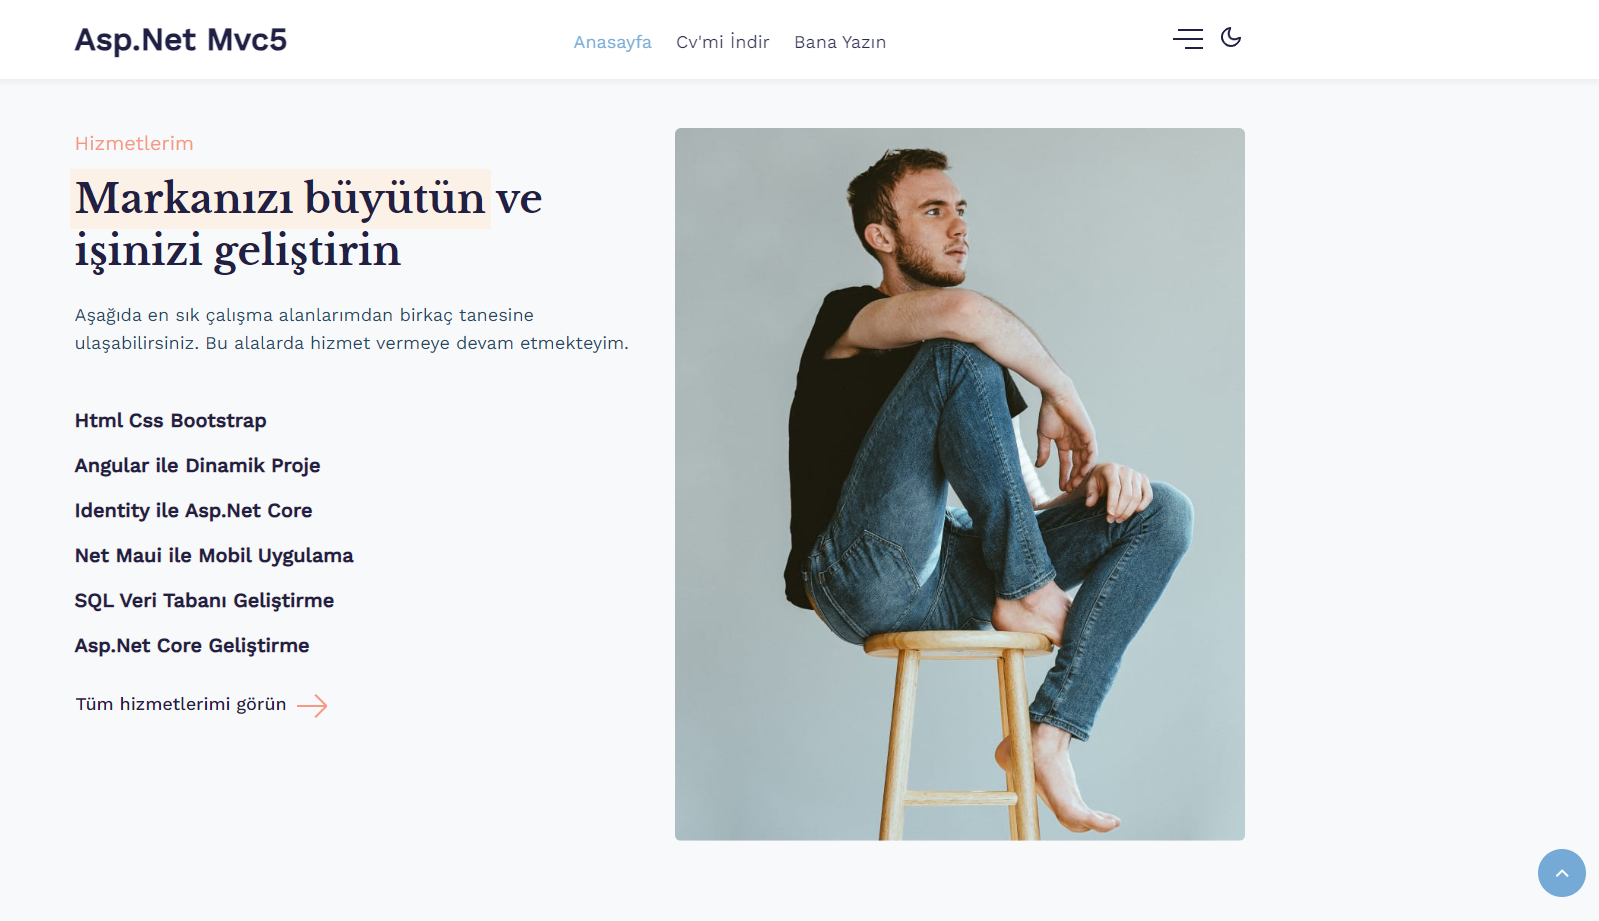 Asp.Net Mvc5
Anasayfa
Cv'mi İndir
Bana Yazın
Hizmetlerim
Markanızı büyütün ve
işinizi geliştirin
Aşağıda en sık çalışma alanlarımdan birkaç tanesine
ulaşabilirsiniz. Bu alalarda hizmet vermeye devam etmekteyim.
Html Css Bootstrap
Angular ile Dinamik Proje
Identity ile Asp.Net Core
Net Maui ile Mobil Uygulama
SQL Veri Tabanı Geliştirme
Asp.Net Core Geliştirme
Tüm hizmetlerimi görün